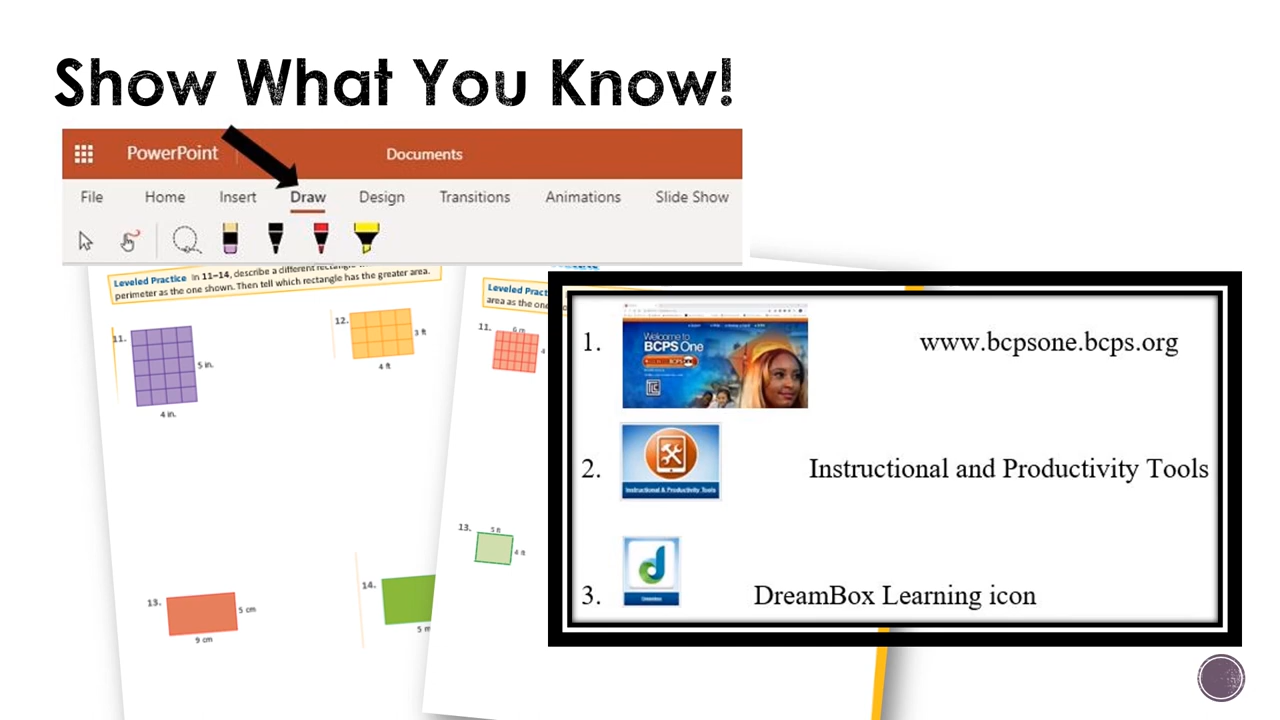 Show What You Know!
PowerPoint
Documents
File Home Insert Draw Design Transitions Animations Slide Show
Leveled Practice In 11–14, describe a different rectangle
perimeter as the one shown. Then tell which rectangle has the greater area.
11.
5 in.
4 in.
12.
3 ft
4 ft
13.
5 cm
9 cm
14.
5 m
Leveled
area as the one
11.
6 m
4
13.
5 ft
4 ft
1.
Welcome to
BCPS One
www.bcpsone.bcps.org
2.
Instructional & Productivity Tools
Instructional and Productivity Tools
3.
DreamBox Learning icon